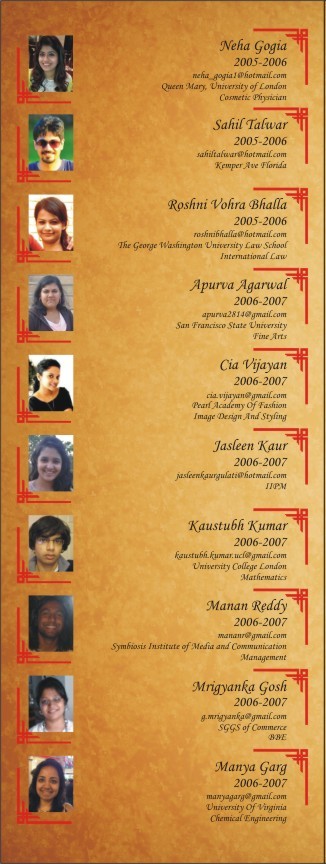 Neha Gogia
2005-2006
neha_gogia1@hotmail.com
Queen Mary, University of London
Cosmetic Physician
Sahil Talwar
2005-2006
sahiltalwar@hotmail.com
Kemper Ave Florida
Roshni Vohra Bhalla
2005-2006
roshnibhalla@hotmail.com
The George Washington University Law School
International Law
Apurva Agarwal
2006-2007
apurva2814@gmail.com
San Francisco State University
Fine Arts
Cia Vijayan
2006-2007
cia.vijayan@gmail.com
Pearl Academy Of Fashion
Image Design And Styling
Jasleen Kaur
2006-2007
jasleenkaurgulati@hotmail.com
IIPM
Kaustubh Kumar
2006-2007
kaustubh.kumar.ucl@gmail.com
University College London
Mathematics
Manan Reddy
2006-2007
mananr@gmail.com
Symbiosis Institute of Media and Communication
Management
Mrigyanka Gosh
2006-2007
g.mrigyanka@gmail.com
SGGS of Commerce
BBE
Manya Garg
2006-2007
manyagarg@gmail.com
University Of Virginia
Chemical Engineering